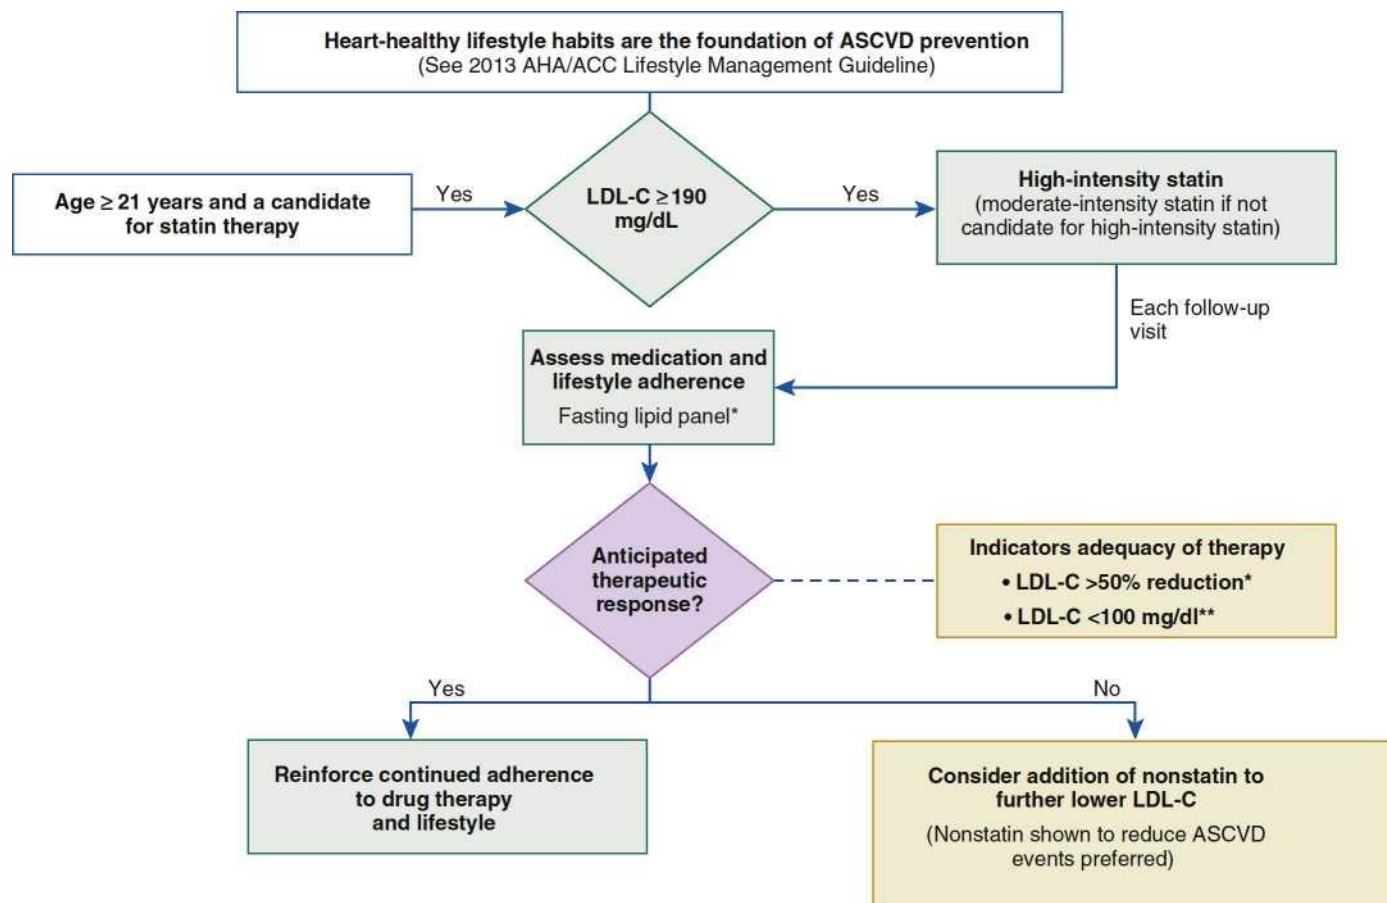 Heart-healthy lifestyle habits are the foundation of ASCVD prevention
(See 2013 AHA/ACC Lifestyle Management Guideline)
Age ≥ 21 years and a candidate
for statin therapy
Yes
LDL-C ≥ 190
mg/dL
Yes
High-intensity statin
(moderate-intensity statin if not
candidate for high-intensity statin)
Each follow-up
visit
Assess medication and
lifestyle adherence
Fasting lipid panel*
Anticipated
therapeutic
response?
Indicators adequacy of therapy
• LDL-C >50% reduction*
• LDL-C <100 mg/dl**
Yes
No
Reinforce continued adherence
to drug therapy
and lifestyle
Consider addition of nonstatin to
further lower LDL-C
(Nonstatin shown to reduce ASCVD
events preferred)